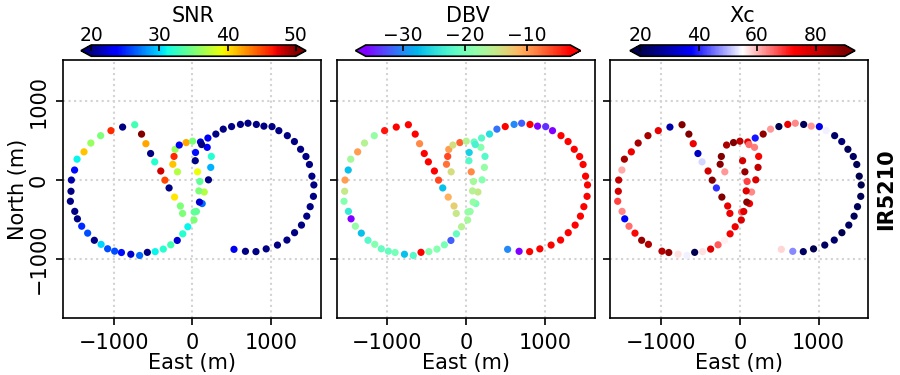 SNR DBV Xc
20 30 40 50 −30 −20 −10 20 40 60 80
1000
0
−1000
North (m)
IR5210
−1000 0 1000 −1000 0 1000 −1000 0 1000
East (m) East (m) East (m)